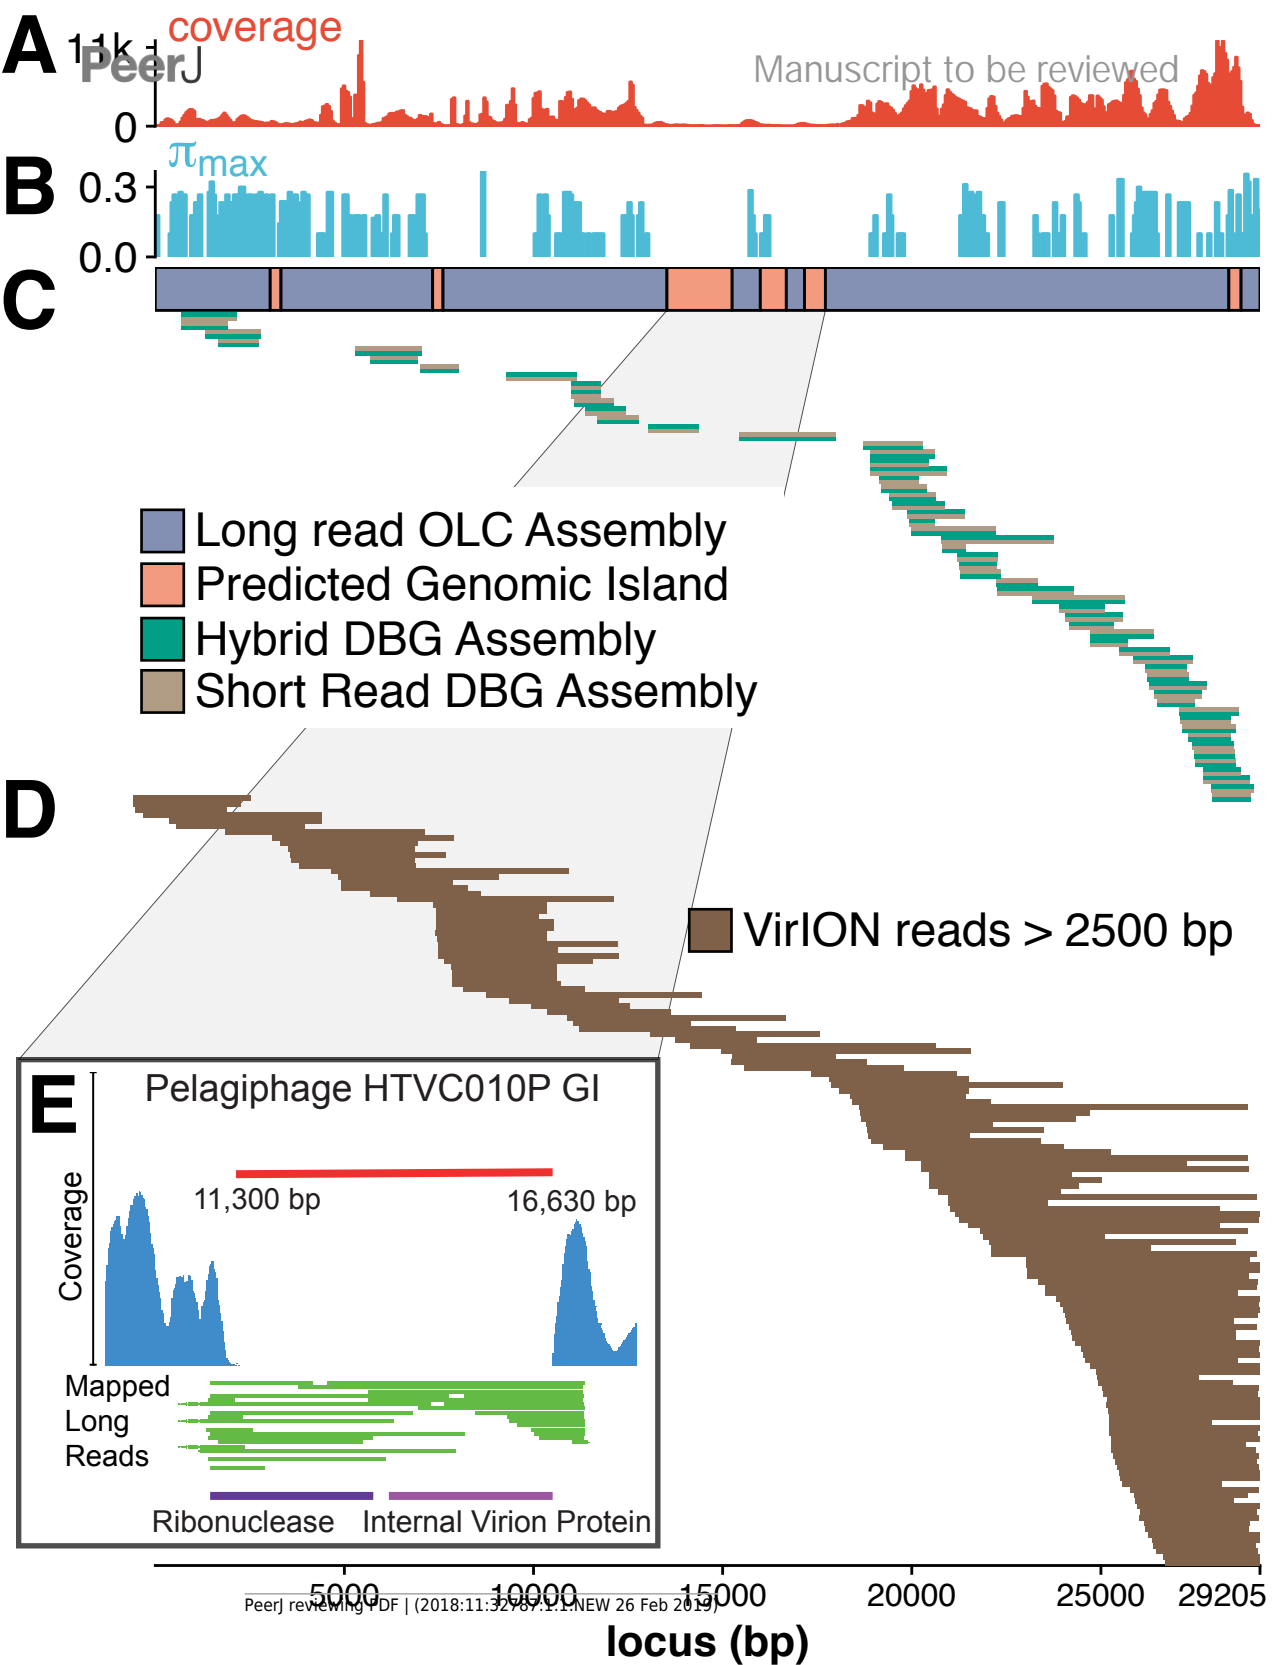 A
11k
coverage
PeerJ
Manuscript to be reviewed
0
B
πmax
0.3
0.0
C
Long read OLC Assembly
Predicted Genomic Island
Hybrid DBG Assembly
Short Read DBG Assembly
D
VirION reads > 2500 bp
E
Pelagiphage HTVC010P GI
Coverage
11,300 bp
16,630 bp
Mapped
Long
Reads
Ribonuclease
Internal Virion Protein
5000
10000
15000
20000
25000
29205
PeerJ reviewing PDF | (2018:11:32787:1:1:NEW 26 Feb 2019)
locus (bp)